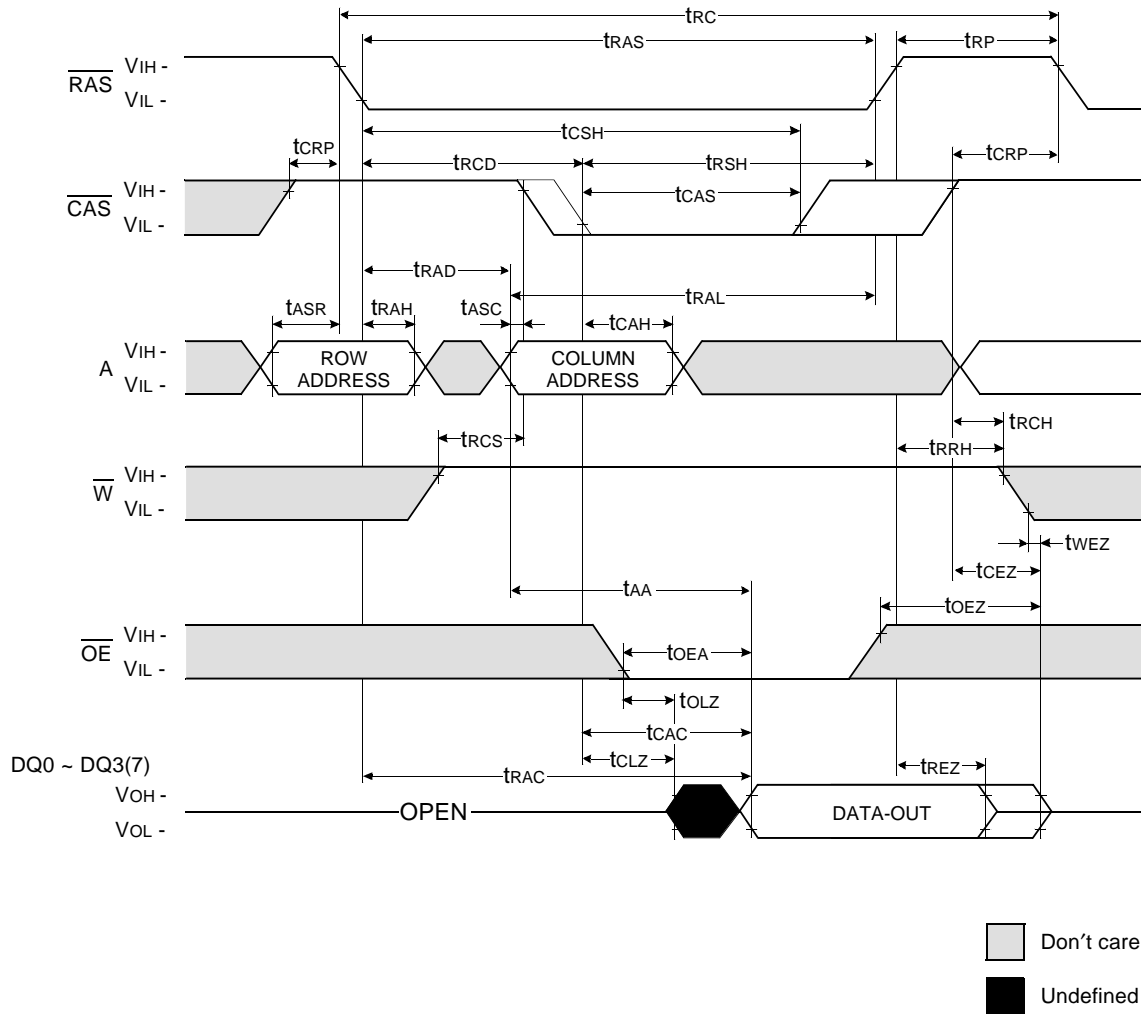 tRC
tRAS
tRP
RAS
VIH -
VIL -
tCSH
tCRP
tRCD
tRSH
tCRP
CAS
VIH -
VIL -
tCAS
tRAD
tRAL
tASR
tRAH
tASC
tCAH
A
VIH -
VIL -
ROW
ADDRESS
COLUMN
ADDRESS
tRCS
tRCH
tRRH
W
VIH -
VIL -
tWEZ
tCEZ
tAA
tOEZ
OE
VIH -
VIL -
tOEA
tOLZ
tCAC
DQ0 ~ DQ3(7)
tCLZ
tREZ
tRAC
VOH -
VOL -
OPEN
DATA-OUT
Don′t care
Undefined